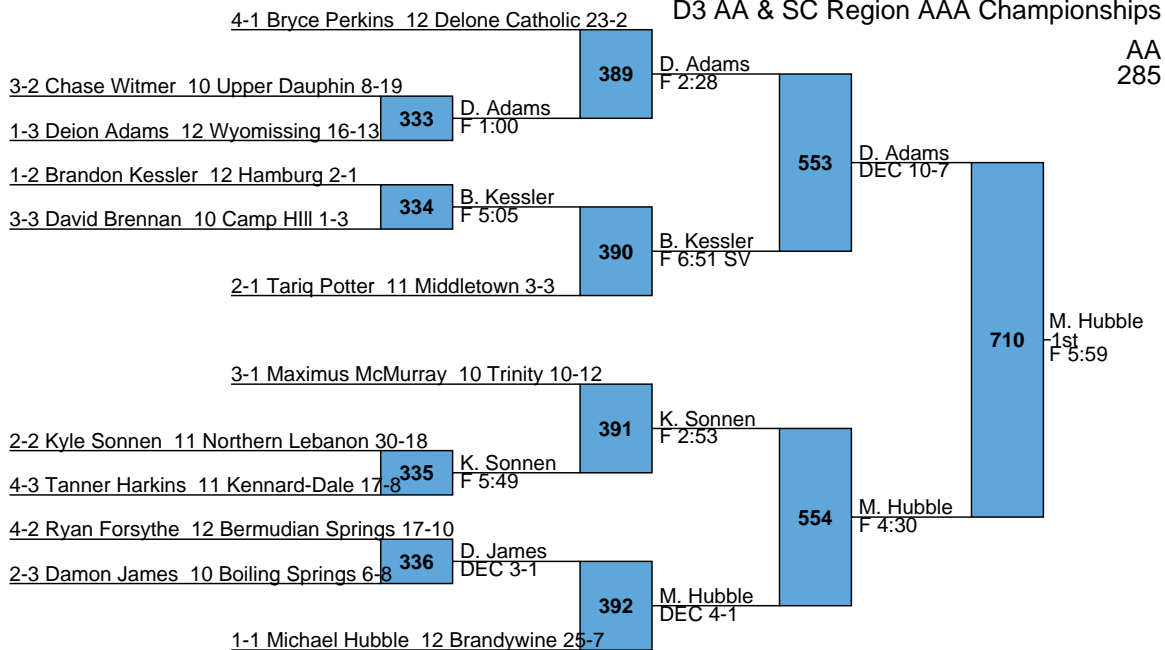 D3 AA & SC Region AAA Championships
AA
285
4-1 Bryce Perkins 12 Delone Catholic 23-2
389
D. Adams
F 2:28
3-2 Chase Witmer 10 Upper Dauphin 8-19
333
D. Adams
F 1:00
1-3 Deion Adams 12 Wyomissing 16-13
553
D. Adams
DEC 10-7
1-2 Brandon Kessler 12 Hamburg 2-1
334
B. Kessler
F 5:05
3-3 David Brennan 10 Camp HIll 1-3
390
B. Kessler
F 6:51 SV
2-1 Tariq Potter 11 Middletown 3-3
710
M. Hubble
1st
F 5:59
3-1 Maximus McMurray 10 Trinity 10-12
391
K. Sonnen
F 2:53
2-2 Kyle Sonnen 11 Northern Lebanon 30-18
335
K. Sonnen
F 5:49
4-3 Tanner Harkins 11 Kennard-Dale 17-8
554
M. Hubble
F 4:30
4-2 Ryan Forsythe 12 Bermudian Springs 17-10
336
D. James
DEC 3-1
2-3 Damon James 10 Boiling Springs 6-8
392
M. Hubble
DEC 4-1
1-1 Michael Hubble 12 Brandywine 25-7